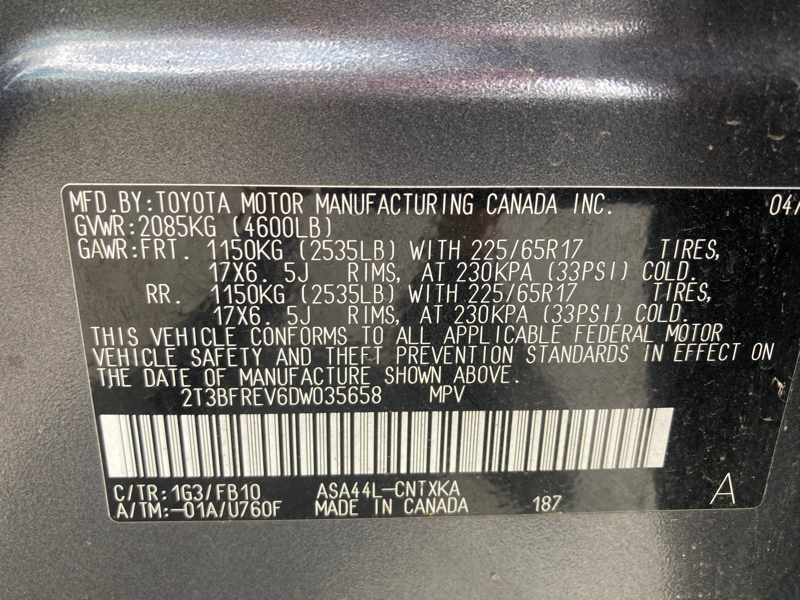 MFD.BY:TOYOTA MOTOR MANUFACTURING CANADA INC. 04/
GVWR:2085KG (4600LB)
GAWR:FRT. 1150KG (2535LB) WITH 225/65R17 TIRES,
17X6.5J RIMS, AT 230KPA (33PSI) COLD.
RR. 1150KG (2535LB) WITH 225/65R17 TIRES,
17X6.5J RIMS, AT 230KPA (33PSI) COLD.
THIS VEHICLE CONFORMS TO ALL APPLICABLE FEDERAL MOTOR
VEHICLE SAFETY AND THEFT PREVENTION STANDARDS IN EFFECT ON
THE DATE OF MANUFACTURE SHOWN ABOVE.
2T3BFREV6DW035658 MPV
C/TR:1G3/FB10 ASA44L-CNTXKA A
A/TM:-01A/U760F MADE IN CANADA 187